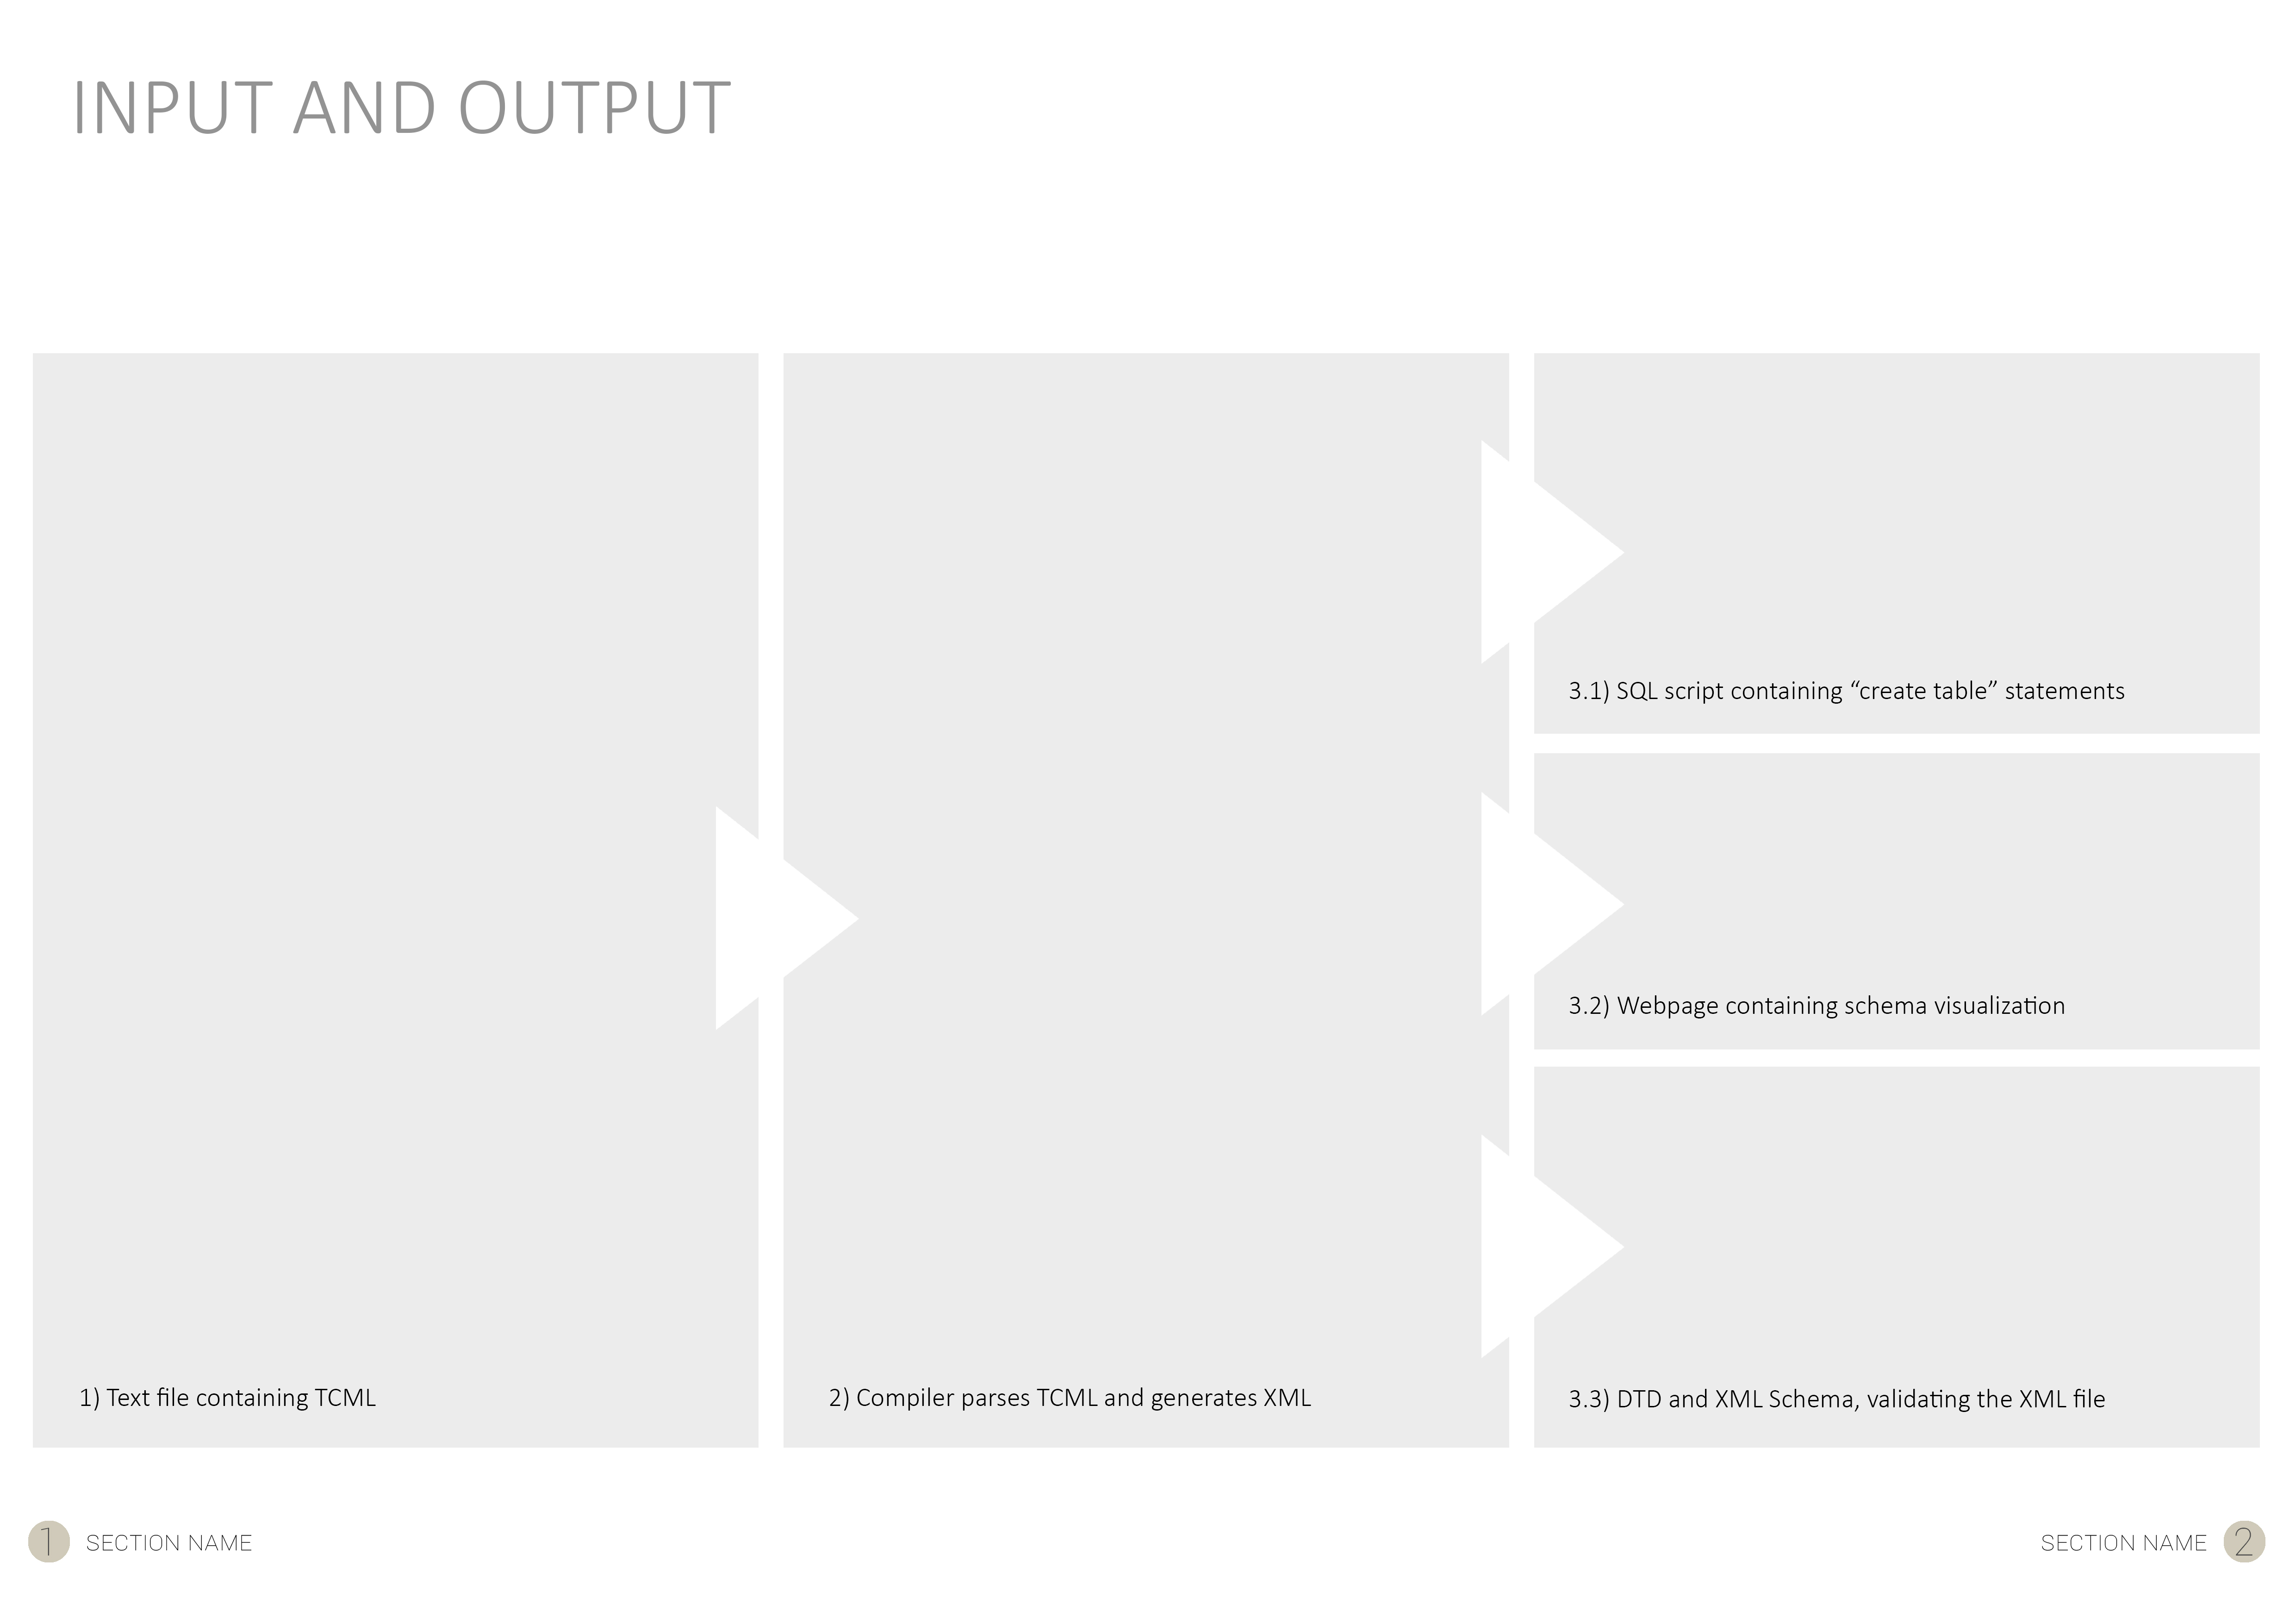 INPUT AND OUTPUT
1) Text file containing TCML
2) Compiler parses TCML and generates XML
3.1) SQL script containing “create table” statements
3.2) Webpage containing schema visualization
3.3) DTD and XML Schema, validating the XML file
1 SECTION NAME
SECTION NAME 2